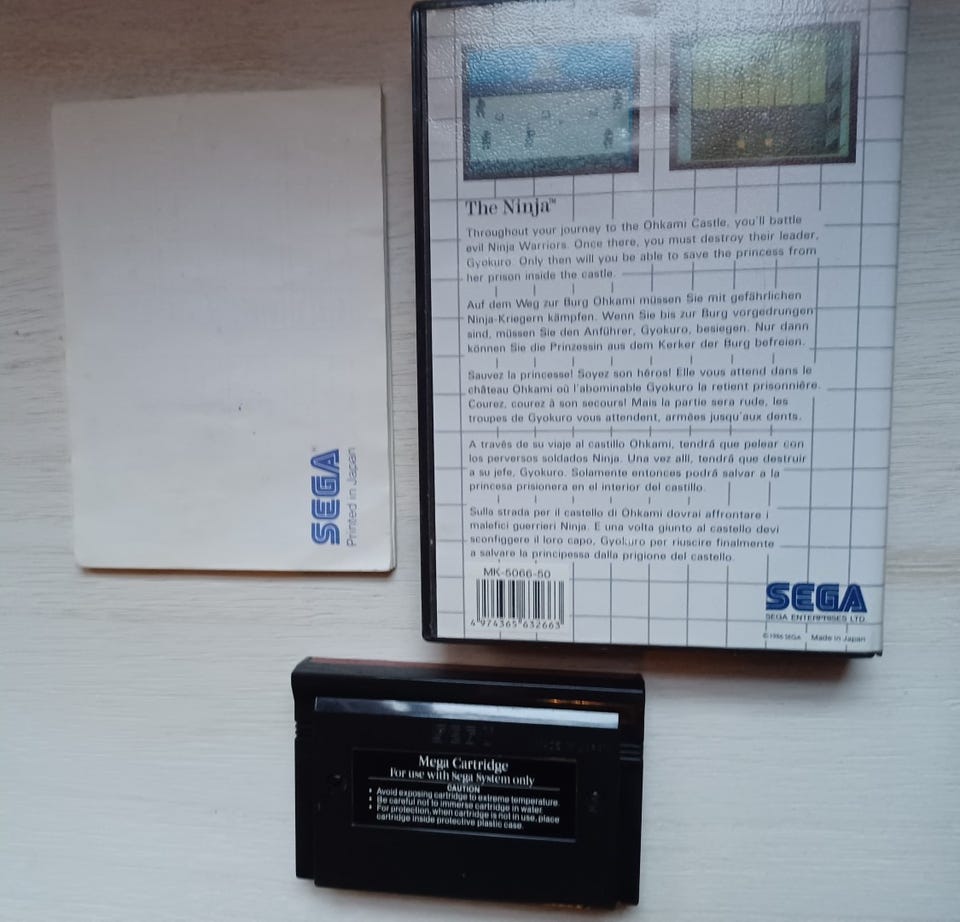 The Ninja™
Throughout your journey to the Ohkami Castle, you'll battle
evil Ninja Warriors. Once there, you must destroy their leader,
Gyokuro. Only then will you be able to save the princess from
her prison inside the castle.
Auf dem Weg zur Burg Ohkami müssen Sie mit gefährlichen
Ninja-Kriegern kämpfen. Wenn Sie bis zur Burg vorgedrungen
sind, müssen Sie den Anführer, Gyokuro, besiegen. Nur dann
können Sie die Prinzessin aus dem Kerker der Burg befreien.
Sauvez la princesse! Soyez son héros! Elle vous attend dans le
château Ohkami où l'abominable Gyokuro la retient prisonnière.
Courez, courez à son secours! Mais la partie sera rude, les
troupes de Gyokuro vous attendent, armées jusqu'aux dents.
A través de su viaje al castillo Ohkami, tendrá que pelear con
los perversos soldados Ninja. Una vez allí, tendrá que destruir
a su jefe, Gyokuro. Solamente entonces podrá salvar a la
princesa prisionera en el interior del castillo.
Sulla strada per il castello di Ohkami dovrai affrontare i
malefici guerrieri Ninja. E una volta giunto al castello devi
sconfiggere il loro capo, Gyokuro per riuscire finalmente
a salvare la principessa dalla prigione del castello.
MK-5066-50
4 974365 632663
SEGA
SEGA ENTERPRISES LTD.
© 1986 SEGA Made in Japan
SEGA™
Printed in Japan
Mega Cartridge
For use with Sega System only
CAUTION
• Avoid exposing cartridge to extreme temperature.
• Be careful not to immerse cartridge in water.
• For protection, when cartridge is not in use, place
cartridge inside protective plastic case.